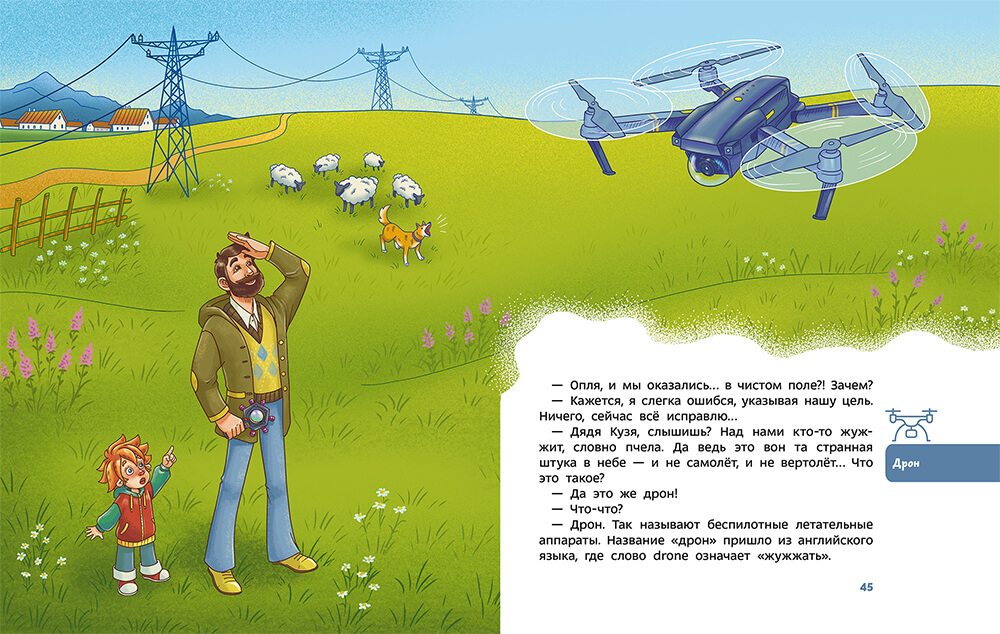 — Опля, и мы оказались... в чистом поле?! Зачем?
— Кажется, я слегка ошибся, указывая нашу цель.
Ничего, сейчас всё исправлю...
— Дядя Кузя, слышишь? Над нами кто-то жуж-
жит, словно пчела. Да ведь это вон та странная
штука в небе — и не самолёт, и не вертолёт... Что
это такое?
— Да это же дрон!
— Что-что?
— Дрон. Так называют беспилотные летательные
аппараты. Название «дрон» пришло из английского
языка, где слово drone означает «жужжать».
Дрон
45